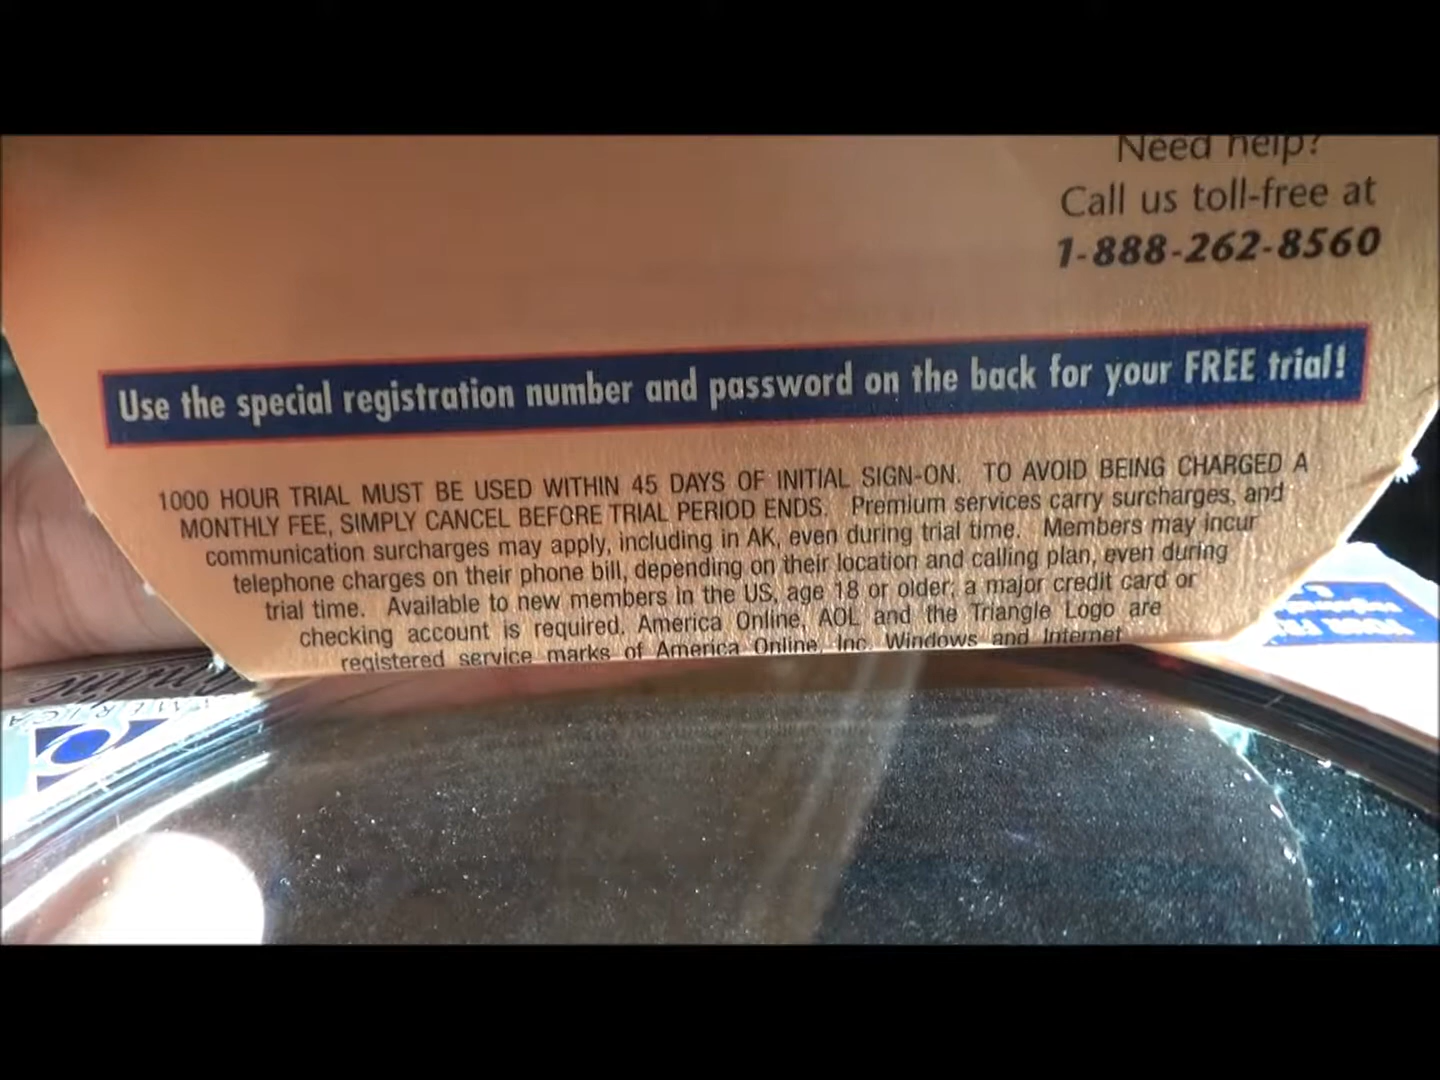 Need help?
Call us toll-free at
1-888-262-8560
Use the special registration number and password on the back for your FREE trial!
1000 HOUR TRIAL MUST BE USED WITHIN 45 DAYS OF INITIAL SIGN-ON. TO AVOID BEING CHARGED A
MONTHLY FEE, SIMPLY CANCEL BEFORE TRIAL PERIOD ENDS. Premium services carry surcharges, and
communication surcharges may apply, including in AK, even during trial time. Members may incur
telephone charges on their phone bill, depending on their location and calling plan, even during
trial time. Available to new members in the US, age 18 or older, a major credit card or
checking account is required. America Online, AOL and the Triangle Logo are
registered service marks of America Online, Inc. Windows and Internet